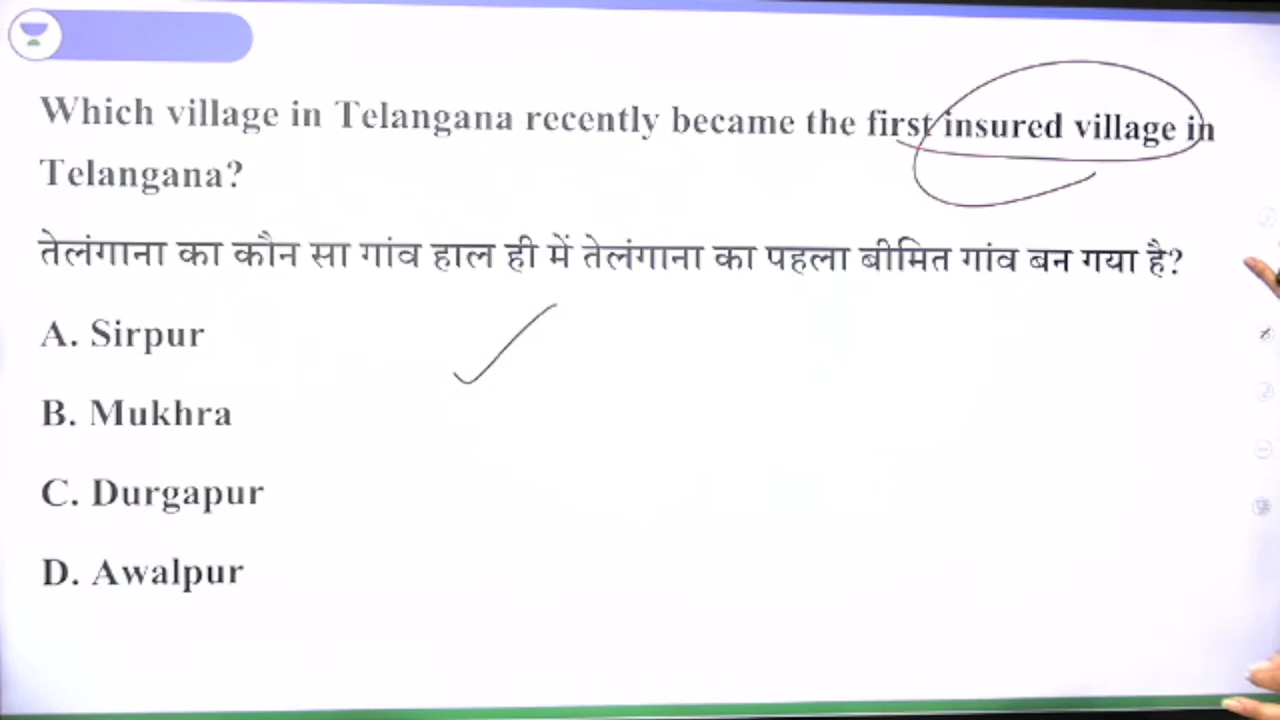 Which village in Telangana recently became the first insured village in
Telangana?
तेलंगाना का कौन सा गांव हाल ही में तेलंगाना का पहला बीमित गांव बन गया है?
A. Sirpur
B. Mukhra
C. Durgapur
D. Awalpur